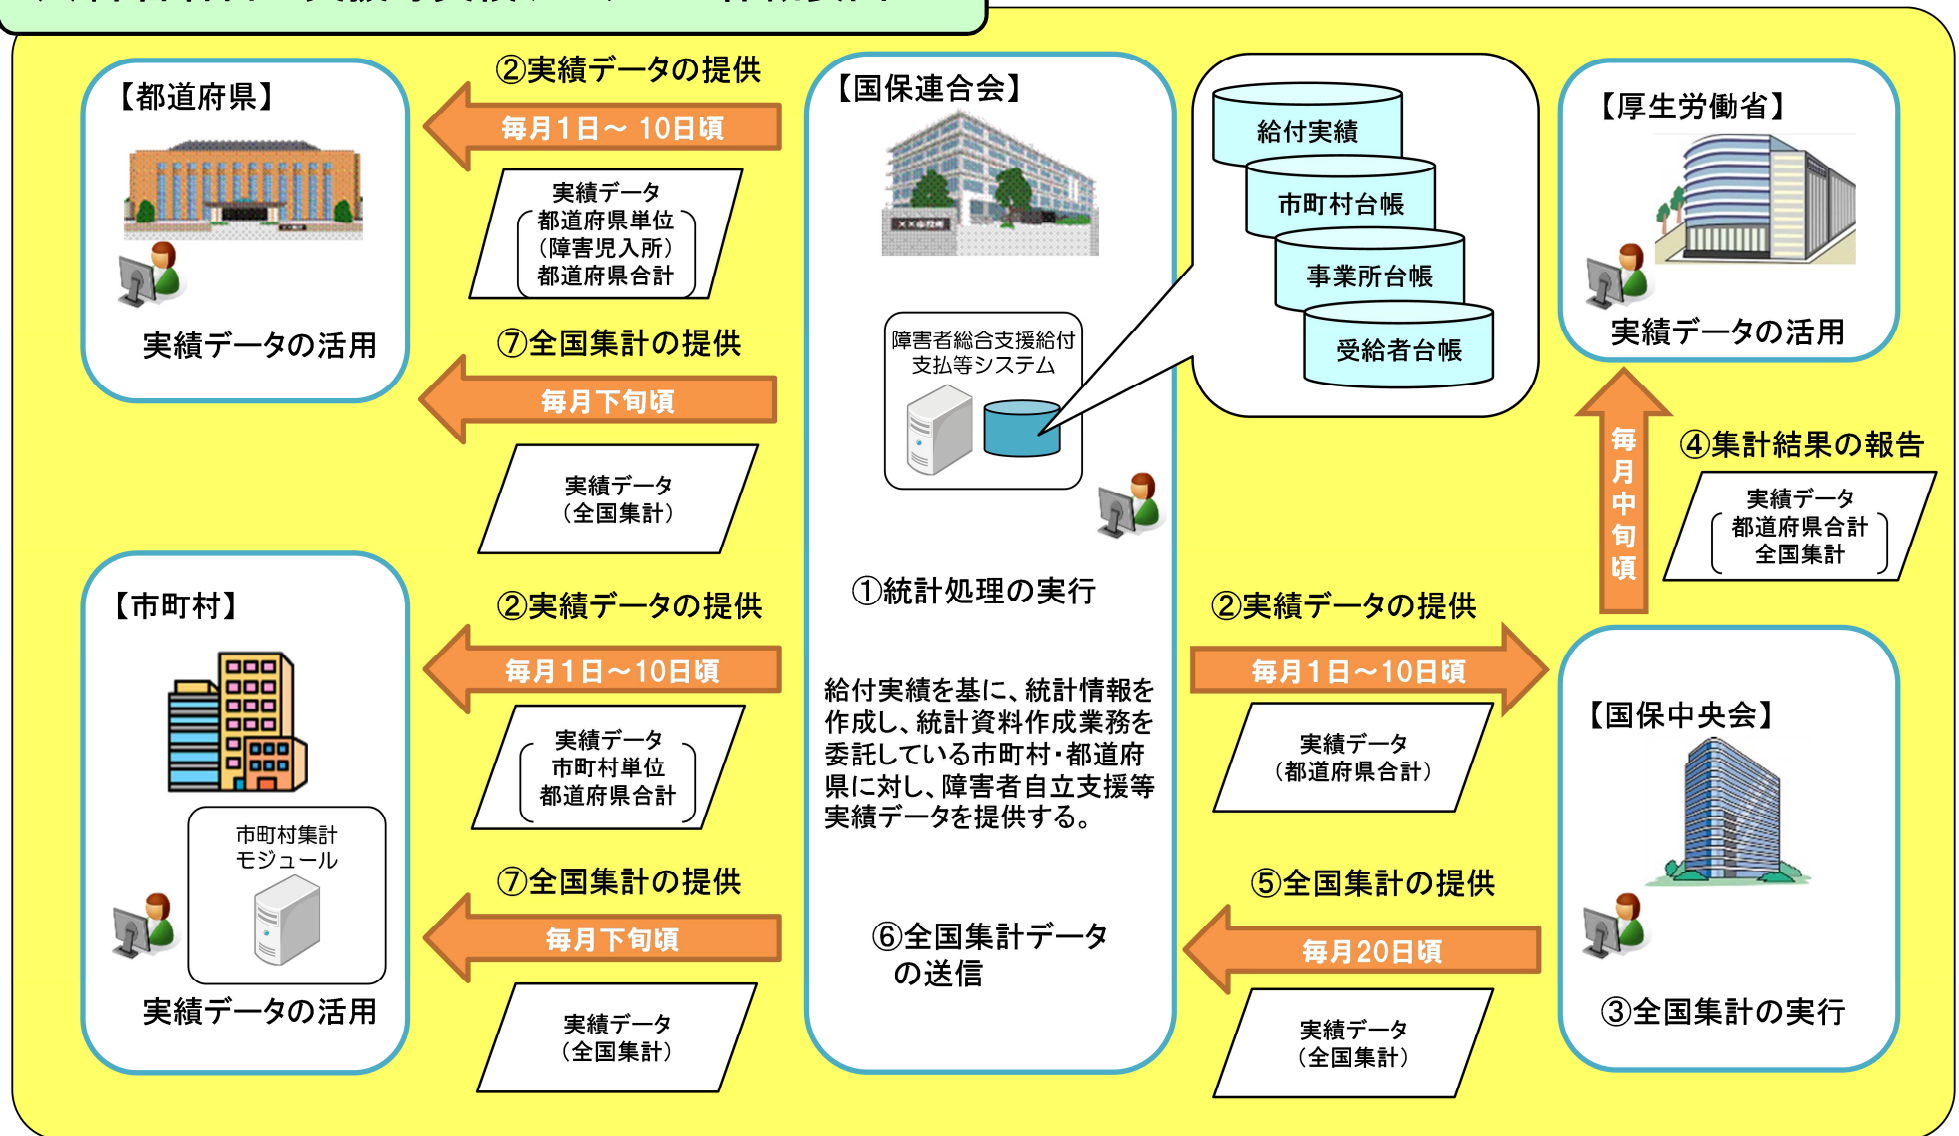 【都道府県】
実績データの活用
②実績データの提供
毎月1日～ 10日頃
実績データ
都道府県単位
（障害児入所）
都道府県合計
⑦全国集計の提供
毎月下旬頃
実績データ
（全国集計）
【市町村】
市町村集計
モジュール
実績データの活用
②実績データの提供
毎月1日～10日頃
実績データ
市町村単位
都道府県合計
⑦全国集計の提供
毎月下旬頃
実績データ
（全国集計）
【国保連合会】
障害者総合支援給付
支払等システム
①統計処理の実行
給付実績を基に、統計情報を
作成し、統計資料作成業務を
委託している市町村・都道府
県に対し、障害者自立支援等
実績データを提供する。
⑥全国集計データ
の送信
給付実績
市町村台帳
事業所台帳
受給者台帳
②実績データの提供
毎月1日～10日頃
実績データ
（都道府県合計）
⑤全国集計の提供
毎月20日頃
実績データ
（全国集計）
【厚生労働省】
実績データの活用
毎月中旬頃
④集計結果の報告
実績データ
都道府県合計
全国集計
【国保中央会】
③全国集計の実行